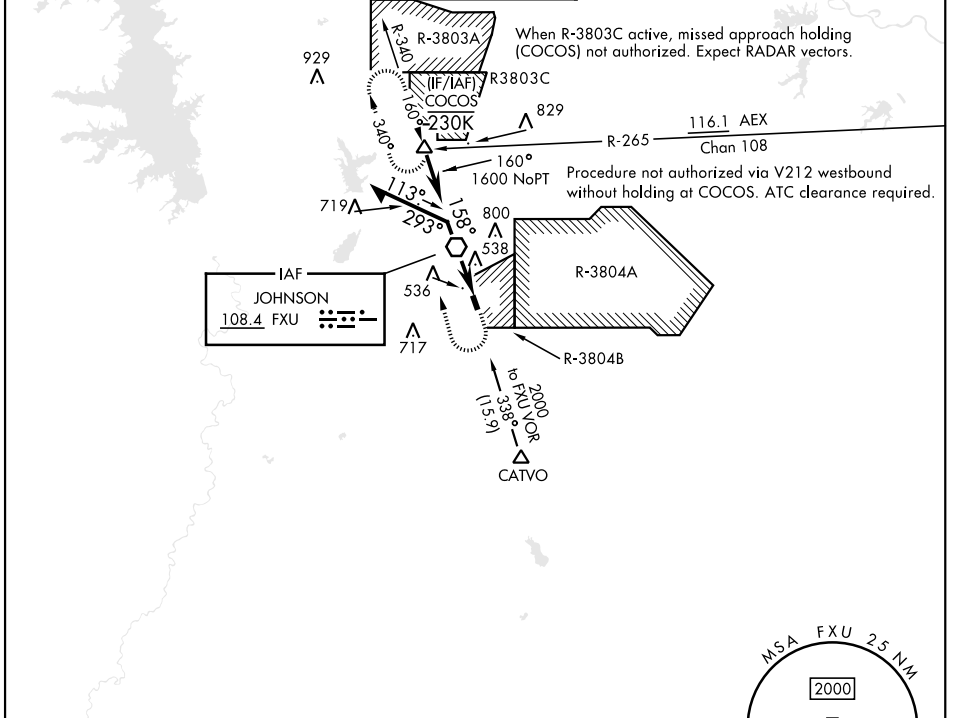 R-3803A
R-340
When R-3803C active, missed approach holding
(COCOS) not authorized. Expect RADAR vectors.
929
R3803C
(IF/IAF)
COCOS
230K
160°
340°
829
116.1 AEX
R-265
Chan 108
160°
1600 NoPT
Procedure not authorized via V212 westbound
without holding at COCOS. ATC clearance required.
113°
293°
158°
719
800
538
R-3804A
IAF
JOHNSON
108.4 FXU
536
717
R-3804B
2000
to FXU VOR
338°
(15.9)
CATVO
MSA FXU 25 NM
2000